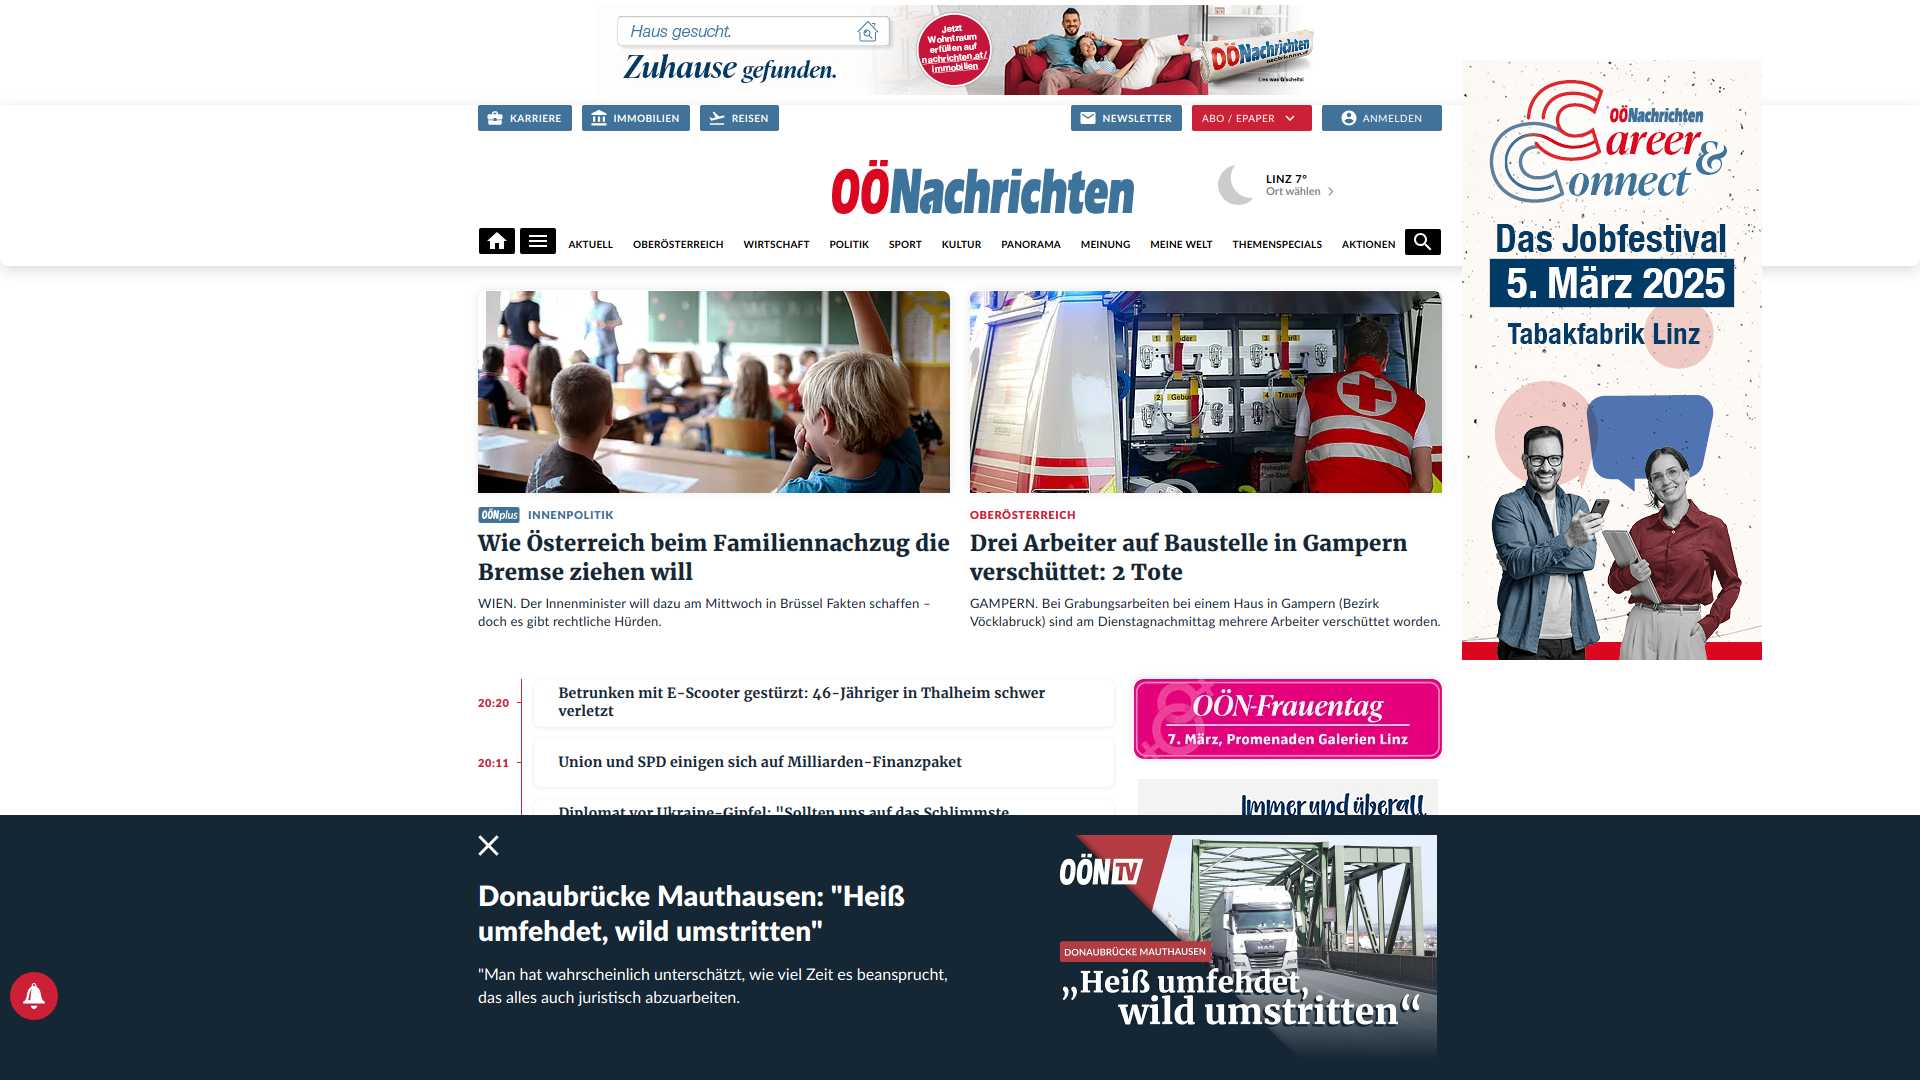 Haus gesucht.
Zuhause gefunden.
Jetzt
Wohntraum
erfüllen auf
nachrichten.at/
immobilien
OÖNachrichten
Lies was G'scheits!
KARRIERE
IMMOBILIEN
REISEN
NEWSLETTER
ABO / EPAPER
ANMELDEN
OÖNachrichten
LINZ 7°
Ort wählen
AKTUELL
OBERÖSTERREICH
WIRTSCHAFT
POLITIK
SPORT
KULTUR
PANORAMA
MEINUNG
MEINE WELT
THEMENSPECIALS
AKTIONEN
OÖNachrichten
Career &
Connect
Das Jobfestival
5. März 2025
Tabakfabrik Linz
OÖNplus INNENPOLITIK
Wie Österreich beim Familiennachzug die
Bremse ziehen will
WIEN. Der Innenminister will dazu am Mittwoch in Brüssel Fakten schaffen –
doch es gibt rechtliche Hürden.
OBERÖSTERREICH
Drei Arbeiter auf Baustelle in Gampern
verschüttet: 2 Tote
GAMPERN. Bei Grabungsarbeiten bei einem Haus in Gampern (Bezirk
Vöcklabruck) sind am Dienstagnachmittag mehrere Arbeiter verschüttet worden.
20:20
Betrunken mit E-Scooter gestürzt: 46-Jähriger in Thalheim schwer
verletzt
20:11
Union und SPD einigen sich auf Milliarden-Finanzpaket
Diplomat vor Ukraine-Gipfel: "Sollten uns auf das Schlimmste
OÖN-Frauentag
7. März, Promenaden Galerien Linz
Immer und überall
Donaubrücke Mauthausen: "Heiß
umfehdet, wild umstritten"
"Man hat wahrscheinlich unterschätzt, wie viel Zeit es beansprucht,
das alles auch juristisch abzuarbeiten.
OÖN TV
MAN
DONAUBRÜCKE MAUTHAUSEN
„Heiß umfehdet,
wild umstritten“